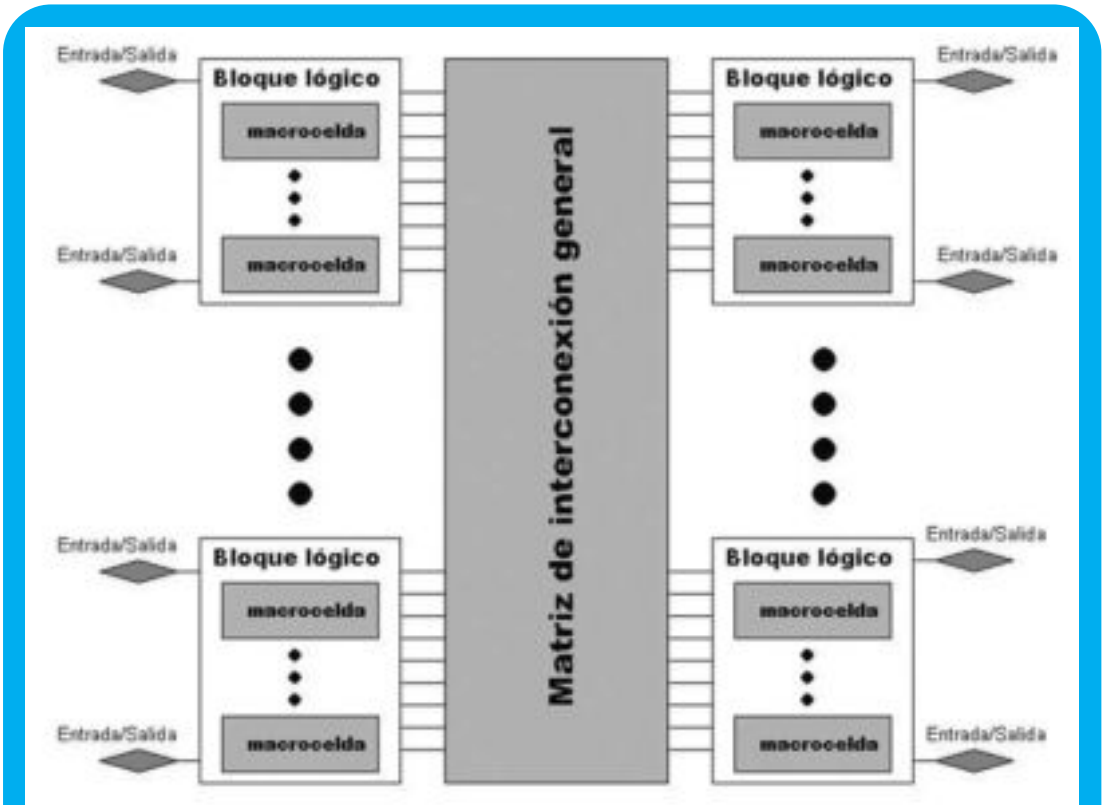 Entrada/Salida
Bloque lógico
macrocelda
macrocelda
Entrada/Salida
Entrada/Salida
Bloque lógico
macrocelda
macrocelda
Entrada/Salida
Matriz de interconexión general
Entrada/Salida
Bloque lógico
macrocelda
macrocelda
Entrada/Salida
Entrada/Salida
Bloque lógico
macrocelda
macrocelda
Entrada/Salida